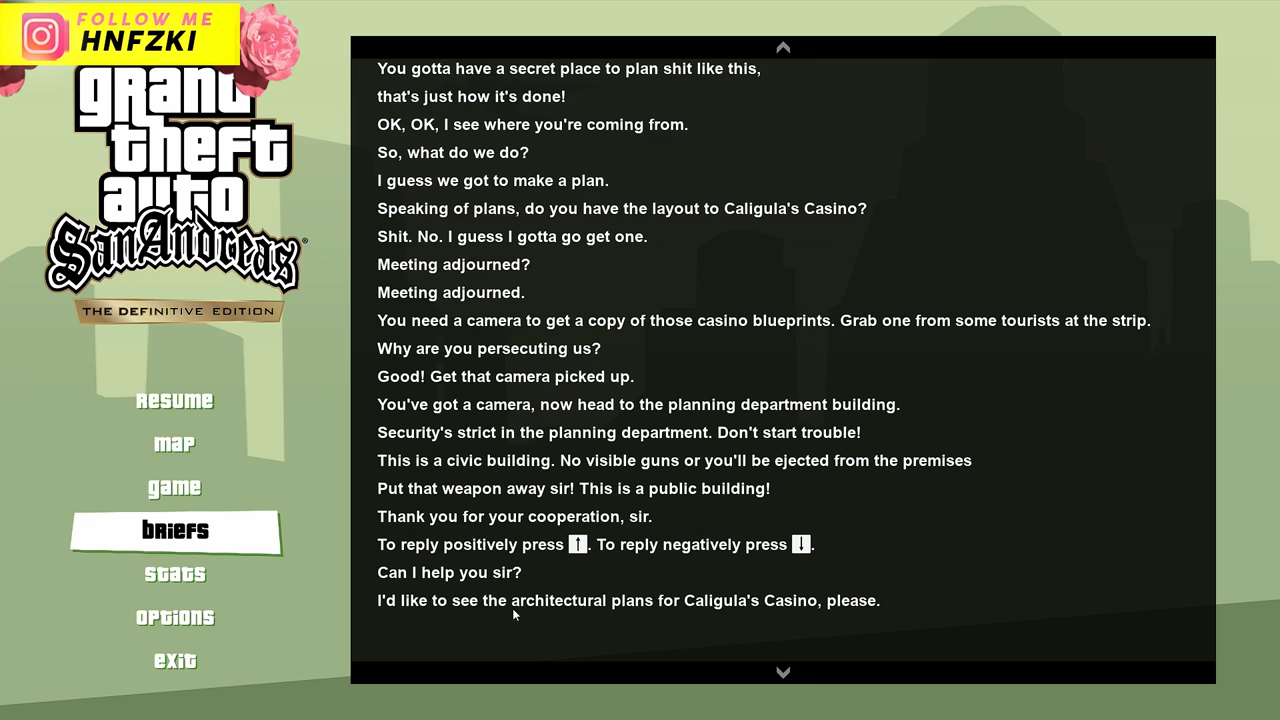 FOLLOW ME
HNFZKI
grand
theft
auto
San Andreas
THE DEFINITIVE EDITION
Resume
map
game
briefs
stats
options
exit
You gotta have a secret place to plan shit like this,
that's just how it's done!
OK, OK, I see where you're coming from.
So, what do we do?
I guess we got to make a plan.
Speaking of plans, do you have the layout to Caligula's Casino?
Shit. No. I guess I gotta go get one.
Meeting adjourned?
Meeting adjourned.
You need a camera to get a copy of those casino blueprints. Grab one from some tourists at the strip.
Why are you persecuting us?
Good! Get that camera picked up.
You've got a camera, now head to the planning department building.
Security's strict in the planning department. Don't start trouble!
This is a civic building. No visible guns or you'll be ejected from the premises
Put that weapon away sir! This is a public building!
Thank you for your cooperation, sir.
To reply positively press ↑. To reply negatively press ↓.
Can I help you sir?
I'd like to see the architectural plans for Caligula's Casino, please.